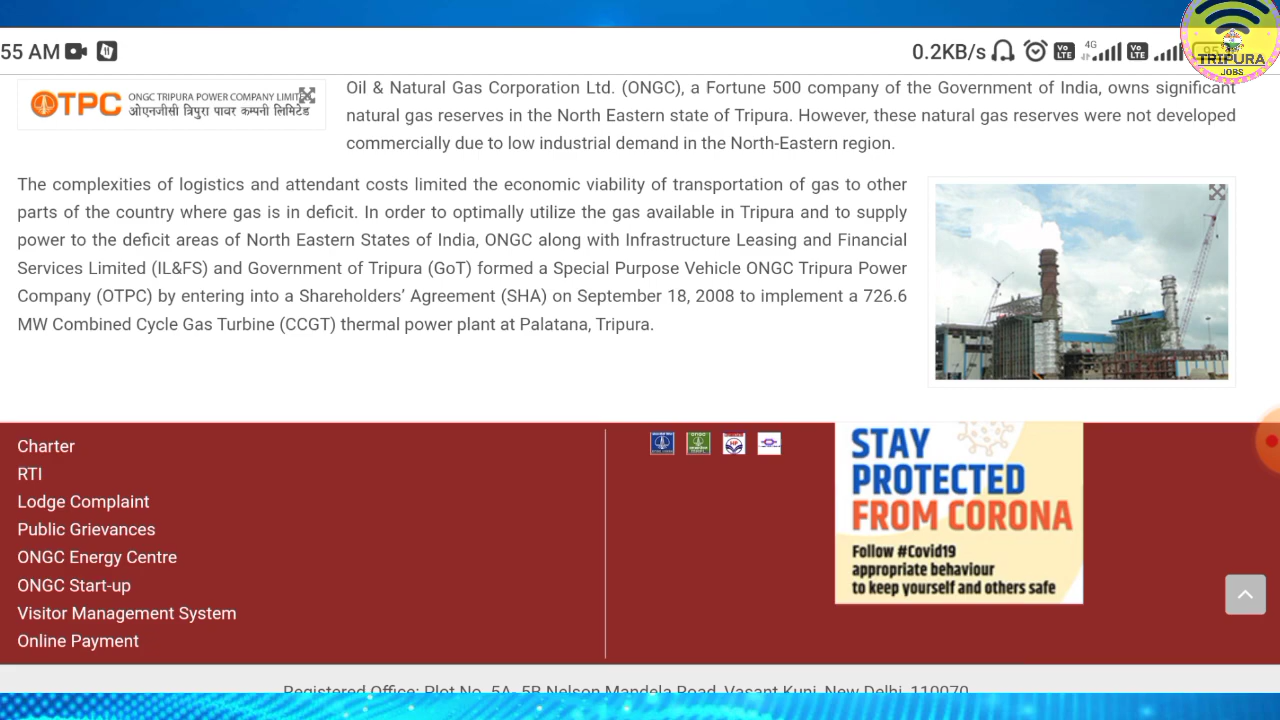 55 AM
0.2KB/s
Vo LTE
4G
Vo LTE
TRIPURA
JOBS
OTPC
ONGC TRIPURA POWER COMPANY LIMITED
ओएनजीसी त्रिपुरा पावर कम्पनी लिमिटेड
Oil & Natural Gas Corporation Ltd. (ONGC), a Fortune 500 company of the Government of India, owns significant
natural gas reserves in the North Eastern state of Tripura. However, these natural gas reserves were not developed
commercially due to low industrial demand in the North-Eastern region.
The complexities of logistics and attendant costs limited the economic viability of transportation of gas to other
parts of the country where gas is in deficit. In order to optimally utilize the gas available in Tripura and to supply
power to the deficit areas of North Eastern States of India, ONGC along with Infrastructure Leasing and Financial
Services Limited (IL&FS) and Government of Tripura (GoT) formed a Special Purpose Vehicle ONGC Tripura Power
Company (OTPC) by entering into a Shareholders’ Agreement (SHA) on September 18, 2008 to implement a 726.6
MW Combined Cycle Gas Turbine (CCGT) thermal power plant at Palatana, Tripura.
Charter
RTI
Lodge Complaint
Public Grievances
ONGC Energy Centre
ONGC Start-up
Visitor Management System
Online Payment
STAY
PROTECTED
FROM CORONA
Follow #Covid19
appropriate behaviour
to keep yourself and others safe
Registered Office: Plot No. 5A- 5B Nelson Mandela Road, Vasant Kunj, New Delhi, 110070